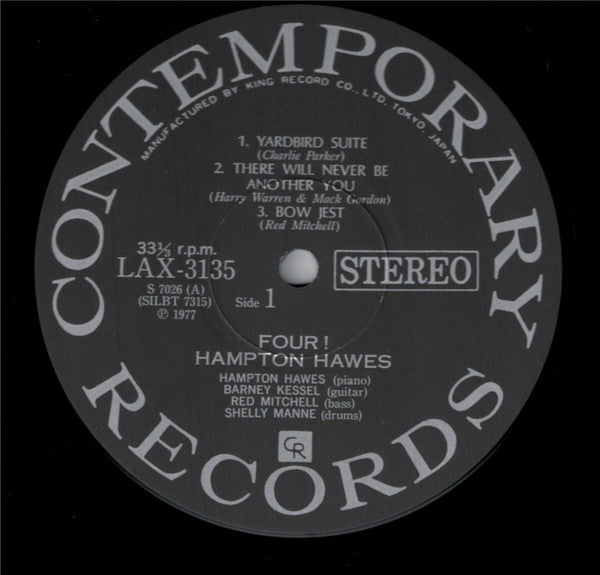 CONTEMPORARY
MANUFACTURED BY KING RECORD CO., LTD. TOKYO, JAPAN
1. YARDBIRD SUITE
(Charlie Parker)
2. THERE WILL NEVER BE
ANOTHER YOU
(Harry Warren & Mack Gordon)
3. BOW JEST
(Red Mitchell)
33⅓ r.p.m.
LAX-3135
STEREO
S 7026 (A)
(SILBT 7315)
Side 1
℗ 1977
FOUR!
HAMPTON HAWES
HAMPTON HAWES (piano)
BARNEY KESSEL (guitar)
RED MITCHELL (bass)
SHELLY MANNE (drums)
CR
RECORDS